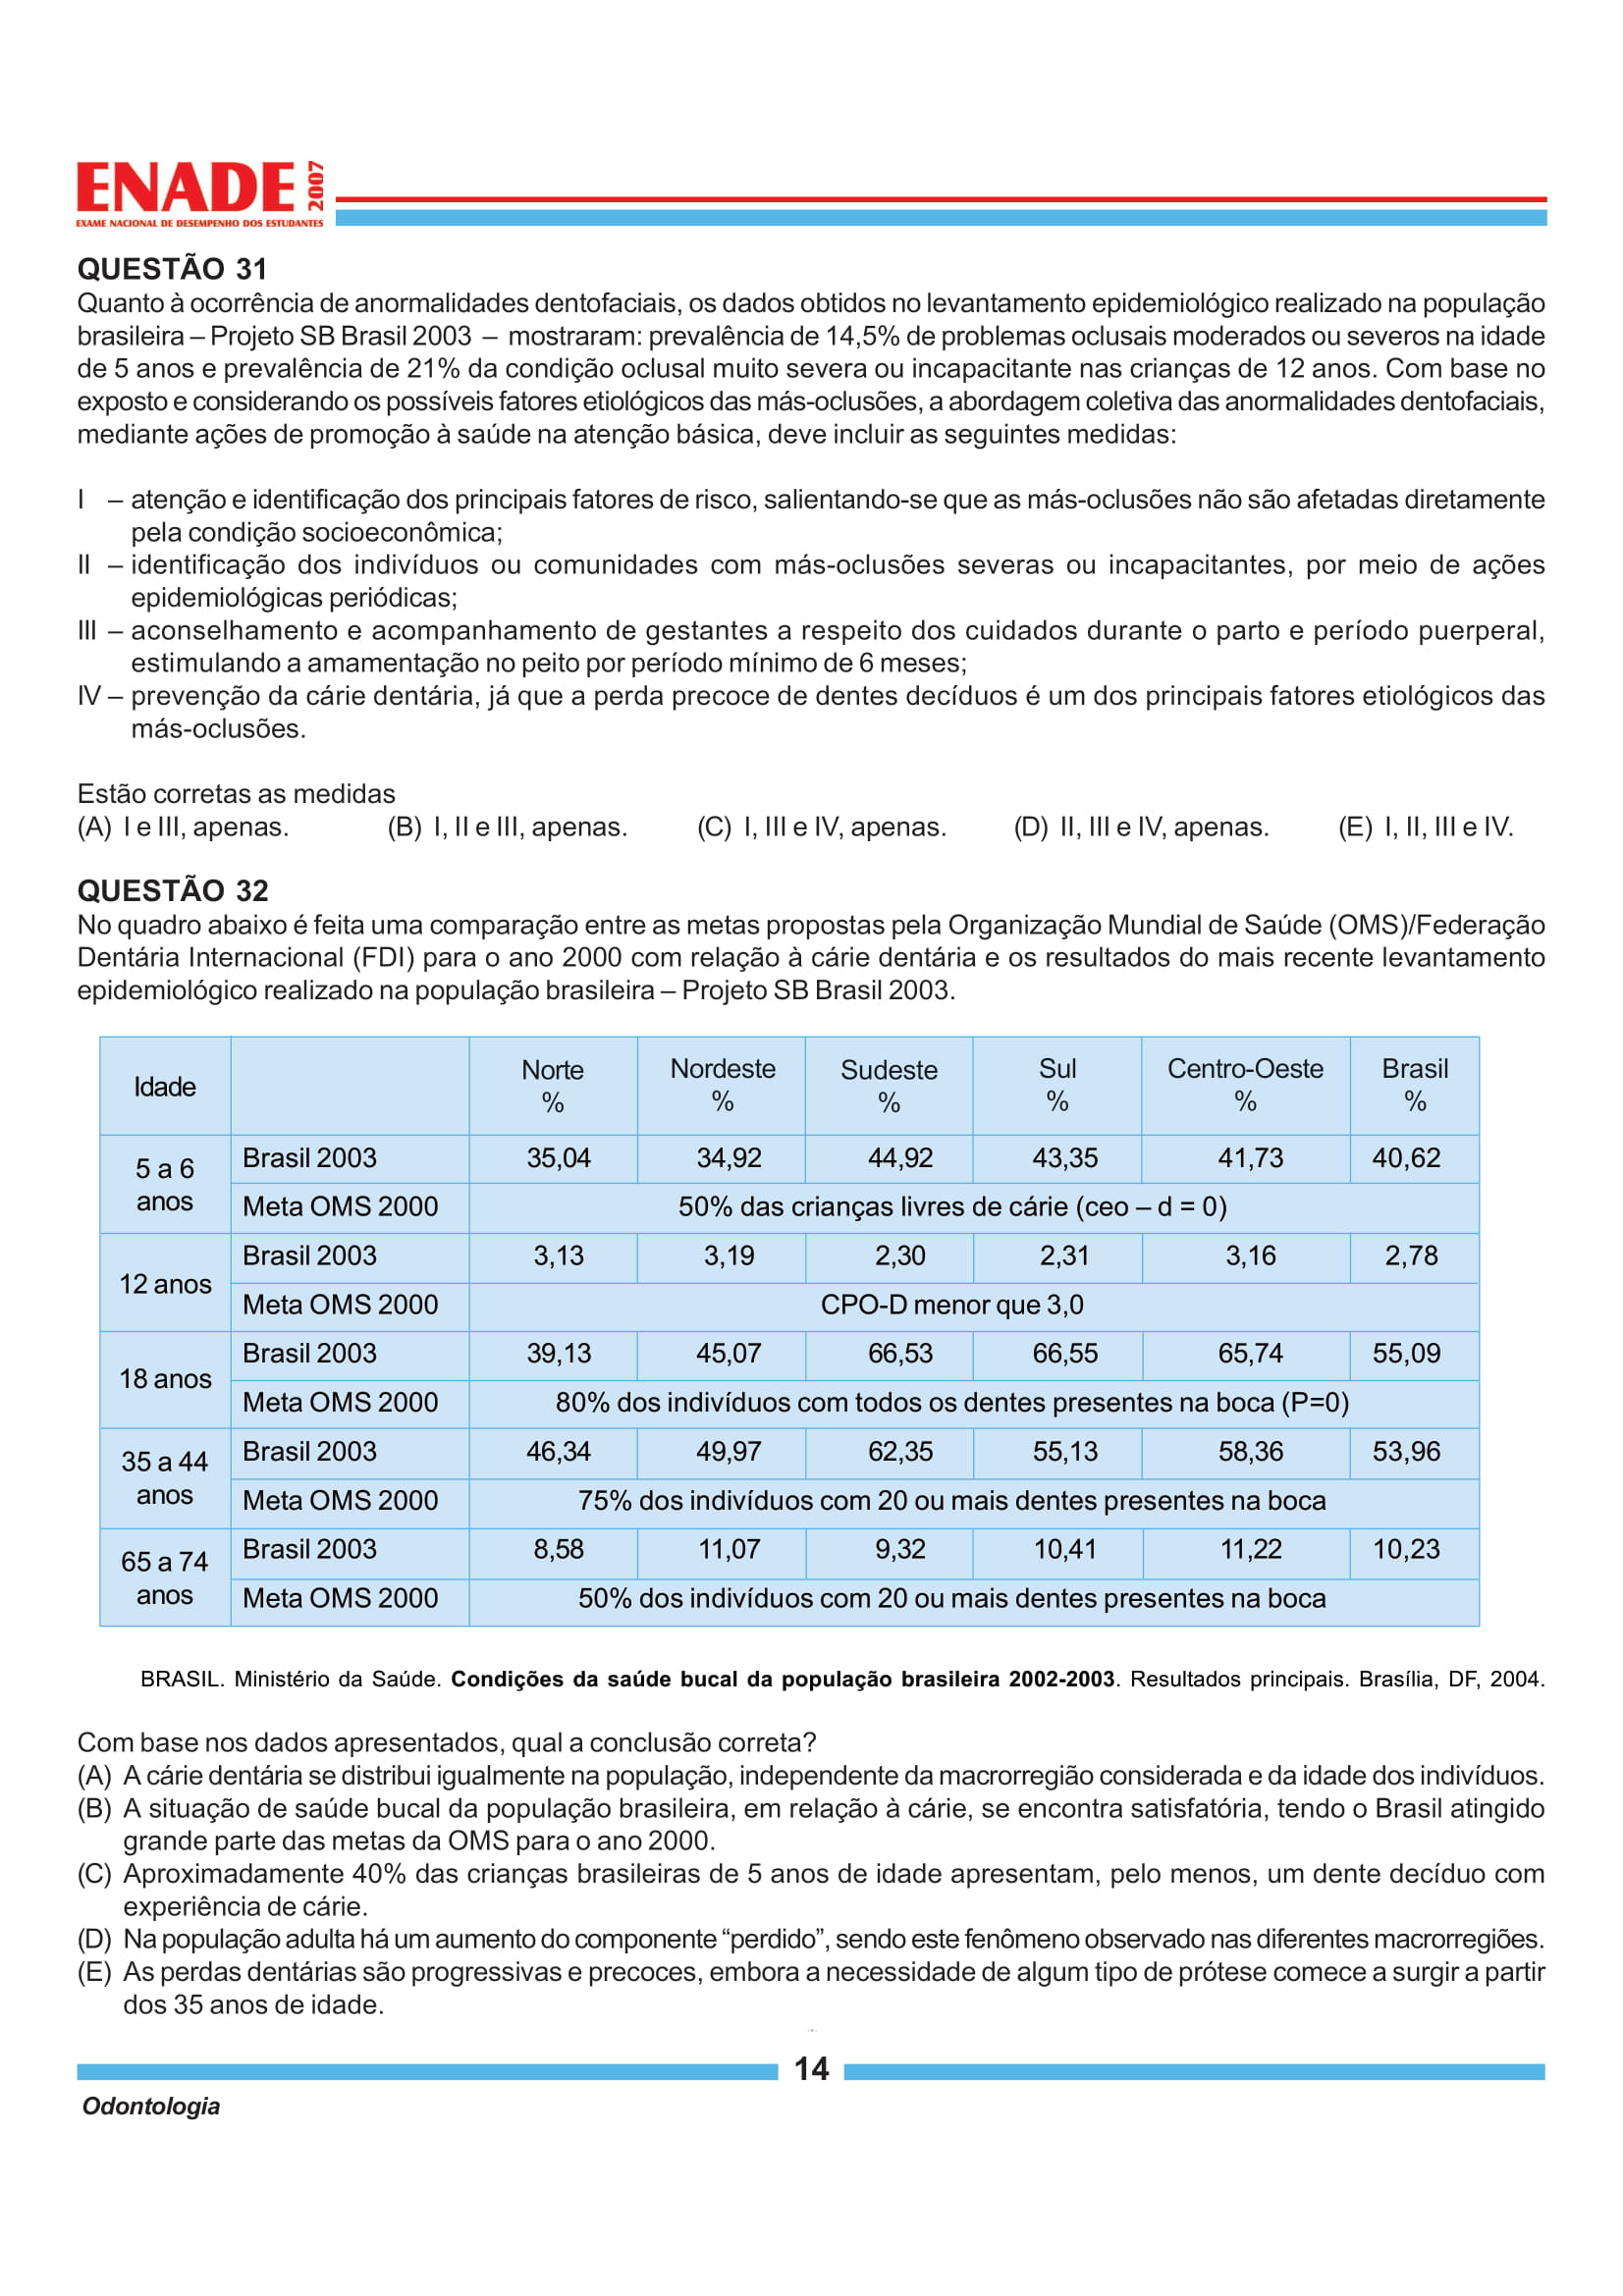 ENADE 2007
EXAME NACIONAL DE DESEMPENHO DOS ESTUDANTES
QUESTÃO 31
Quanto à ocorrência de anormalidades dentofaciais, os dados obtidos no levantamento epidemiológico realizado na população
brasileira – Projeto SB Brasil 2003 – mostraram: prevalência de 14,5% de problemas oclusais moderados ou severos na idade
de 5 anos e prevalência de 21% da condição oclusal muito severa ou incapacitante nas crianças de 12 anos. Com base no
exposto e considerando os possíveis fatores etiológicos das más-oclusões, a abordagem coletiva das anormalidades dentofaciais,
mediante ações de promoção à saúde na atenção básica, deve incluir as seguintes medidas:
I – atenção e identificação dos principais fatores de risco, salientando-se que as más-oclusões não são afetadas diretamente
pela condição socioeconômica;
II – identificação dos indivíduos ou comunidades com más-oclusões severas ou incapacitantes, por meio de ações
epidemiológicas periódicas;
III – aconselhamento e acompanhamento de gestantes a respeito dos cuidados durante o parto e período puerperal,
estimulando a amamentação no peito por período mínimo de 6 meses;
IV – prevenção da cárie dentária, já que a perda precoce de dentes decíduos é um dos principais fatores etiológicos das
más-oclusões.
Estão corretas as medidas
(A) I e III, apenas. (B) I, II e III, apenas. (C) I, III e IV, apenas. (D) II, III e IV, apenas. (E) I, II, III e IV.
QUESTÃO 32
No quadro abaixo é feita uma comparação entre as metas propostas pela Organização Mundial de Saúde (OMS)/Federação
Dentária Internacional (FDI) para o ano 2000 com relação à cárie dentária e os resultados do mais recente levantamento
epidemiológico realizado na população brasileira – Projeto SB Brasil 2003.
Idade Norte % Nordeste % Sudeste % Sul % Centro-Oeste % Brasil %
5 a 6 anos Brasil 2003 35,04 34,92 44,92 43,35 41,73 40,62
Meta OMS 2000 50% das crianças livres de cárie (ceo – d = 0)
12 anos Brasil 2003 3,13 3,19 2,30 2,31 3,16 2,78
Meta OMS 2000 CPO-D menor que 3,0
18 anos Brasil 2003 39,13 45,07 66,53 66,55 65,74 55,09
Meta OMS 2000 80% dos indivíduos com todos os dentes presentes na boca (P=0)
35 a 44 anos Brasil 2003 46,34 49,97 62,35 55,13 58,36 53,96
Meta OMS 2000 75% dos indivíduos com 20 ou mais dentes presentes na boca
65 a 74 anos Brasil 2003 8,58 11,07 9,32 10,41 11,22 10,23
Meta OMS 2000 50% dos indivíduos com 20 ou mais dentes presentes na boca
BRASIL. Ministério da Saúde. Condições da saúde bucal da população brasileira 2002-2003. Resultados principais. Brasília, DF, 2004.
Com base nos dados apresentados, qual a conclusão correta?
(A) A cárie dentária se distribui igualmente na população, independente da macrorregião considerada e da idade dos indivíduos.
(B) A situação de saúde bucal da população brasileira, em relação à cárie, se encontra satisfatória, tendo o Brasil atingido
grande parte das metas da OMS para o ano 2000.
(C) Aproximadamente 40% das crianças brasileiras de 5 anos de idade apresentam, pelo menos, um dente decíduo com
experiência de cárie.
(D) Na população adulta há um aumento do componente “perdido”, sendo este fenômeno observado nas diferentes macrorregiões.
(E) As perdas dentárias são progressivas e precoces, embora a necessidade de algum tipo de prótese comece a surgir a partir
dos 35 anos de idade.
14
Odontologia